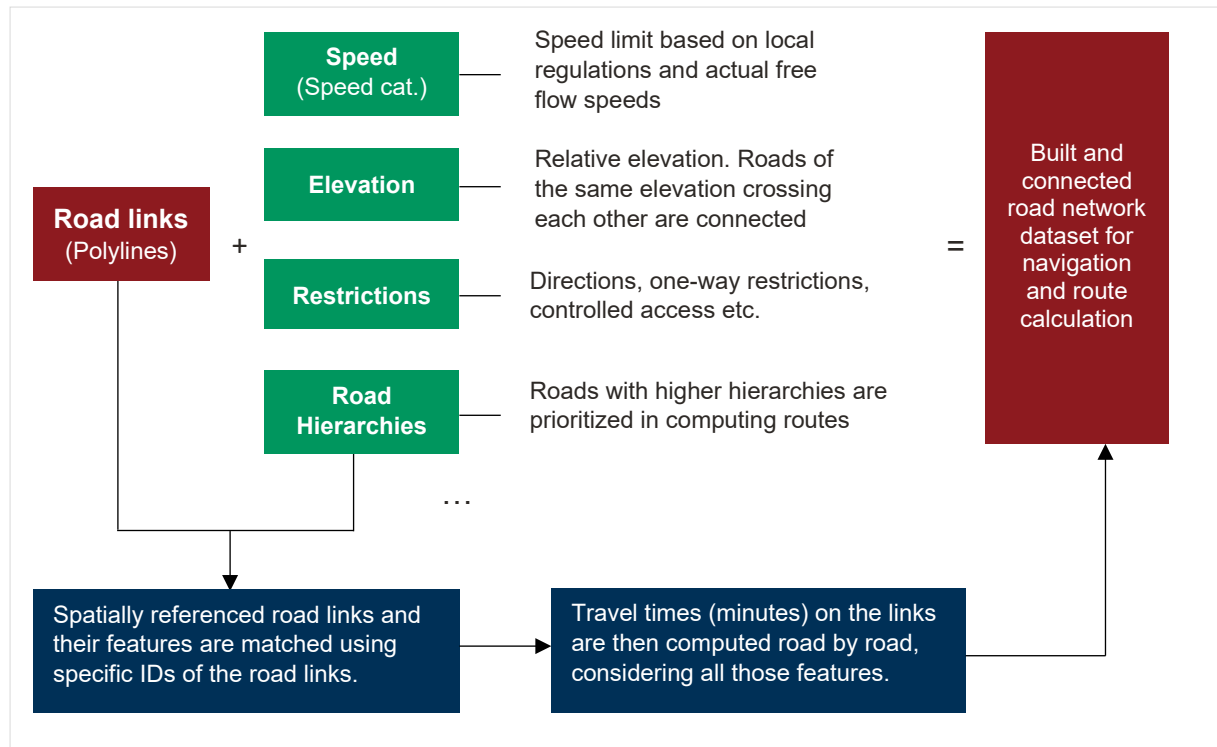 Speed
(Speed cat.)
Speed limit based on local
regulations and actual free
flow speeds
Elevation
Relative elevation. Roads of
the same elevation crossing
each other are connected
Road links
(Polylines)
+
Restrictions
Directions, one-way restrictions,
controlled access etc.
Road
Hierarchies
Roads with higher hierarchies are
prioritized in computing routes
...
=
Built and
connected
road network
dataset for
navigation
and route
calculation
Spatially referenced road links and
their features are matched using
specific IDs of the road links.
Travel times (minutes) on the links
are then computed road by road,
considering all those features.